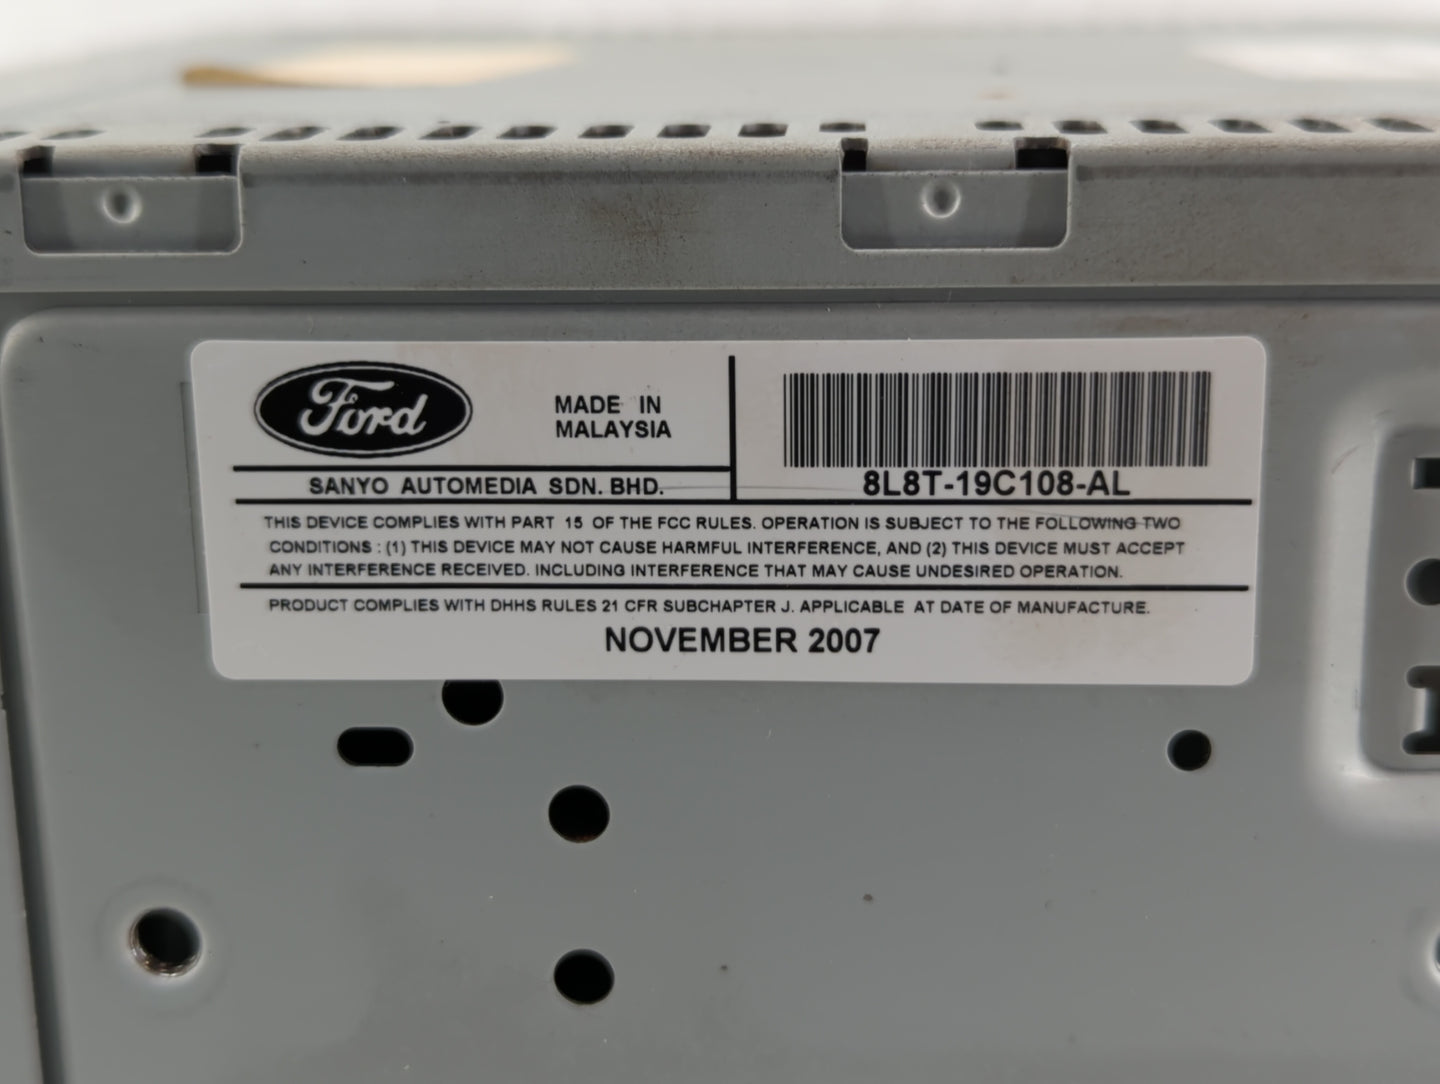 Ford
MADE IN
MALAYSIA
SANYO AUTOMEDIA SDN. BHD.
8L8T-19C108-AL
THIS DEVICE COMPLIES WITH PART 15 OF THE FCC RULES. OPERATION IS SUBJECT TO THE FOLLOWING TWO
CONDITIONS : (1) THIS DEVICE MAY NOT CAUSE HARMFUL INTERFERENCE, AND (2) THIS DEVICE MUST ACCEPT
ANY INTERFERENCE RECEIVED. INCLUDING INTERFERENCE THAT MAY CAUSE UNDESIRED OPERATION.
PRODUCT COMPLIES WITH DHHS RULES 21 CFR SUBCHAPTER J. APPLICABLE AT DATE OF MANUFACTURE.
NOVEMBER 2007